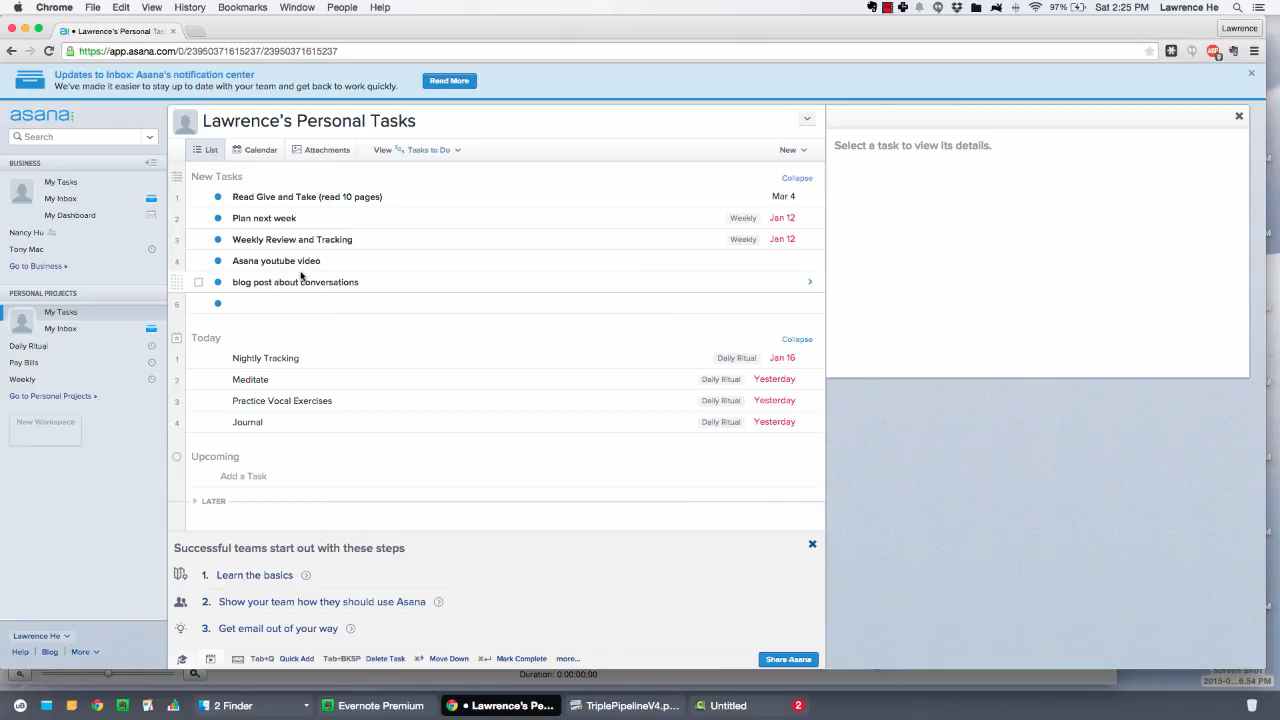 Chrome File Edit View History Bookmarks Window People Help 97% Sat 2:25 PM Lawrence He
• Lawrence's Personal Tas Lawrence
https://app.asana.com/0/23950371615237/23950371615237
Updates to Inbox: Asana's notification center
We've made it easier to stay up to date with your team and get back to work quickly. Read More
asana
Search
BUSINESS
My Tasks
My Inbox
My Dashboard
Nancy Hu
Tony Mac
Go to Business »
PERSONAL PROJECTS
My Tasks
My Inbox
Daily Ritual
Pay Bills
Weekly
Go to Personal Projects »
New Workspace
Lawrence He
Help Blog More
Lawrence's Personal Tasks
List Calendar Attachments View Tasks to Do New
New Tasks Collapse
1 Read Give and Take (read 10 pages) Mar 4
2 Plan next week Weekly Jan 12
3 Weekly Review and Tracking Weekly Jan 12
4 Asana youtube video
blog post about conversations
6
Today Collapse
1 Nightly Tracking Daily Ritual Jan 16
2 Meditate Daily Ritual Yesterday
3 Practice Vocal Exercises Daily Ritual Yesterday
4 Journal Daily Ritual Yesterday
Upcoming
Add a Task
LATER
Successful teams start out with these steps
1. Learn the basics
2. Show your team how they should use Asana
3. Get email out of your way
Tab+Q Quick Add Tab+BKSP Delete Task Move Down Mark Complete more... Share Asana
Select a task to view its details.
Duration: 0:00:00;00
Screen Shot
2015-0...6.54 PM
2 Finder Evernote Premium • Lawrence's Pe... TriplePipelineV4.p... Untitled 2